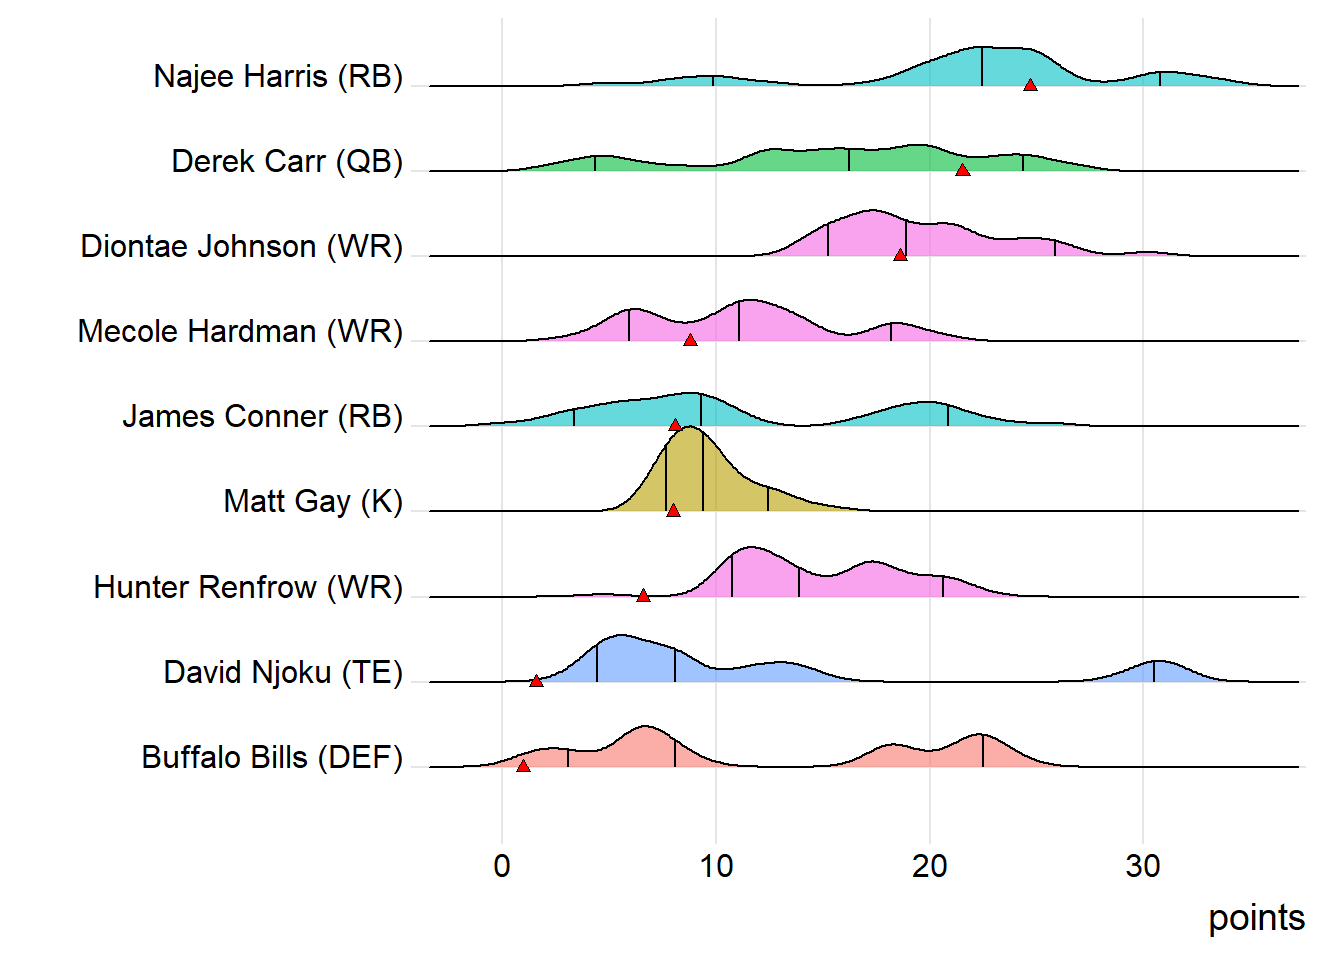 Najee Harris (RB)
Derek Carr (QB)
Diontae Johnson (WR)
Mecole Hardman (WR)
James Conner (RB)
Matt Gay (K)
Hunter Renfrow (WR)
David Njoku (TE)
Buffalo Bills (DEF)
0 10 20 30
points